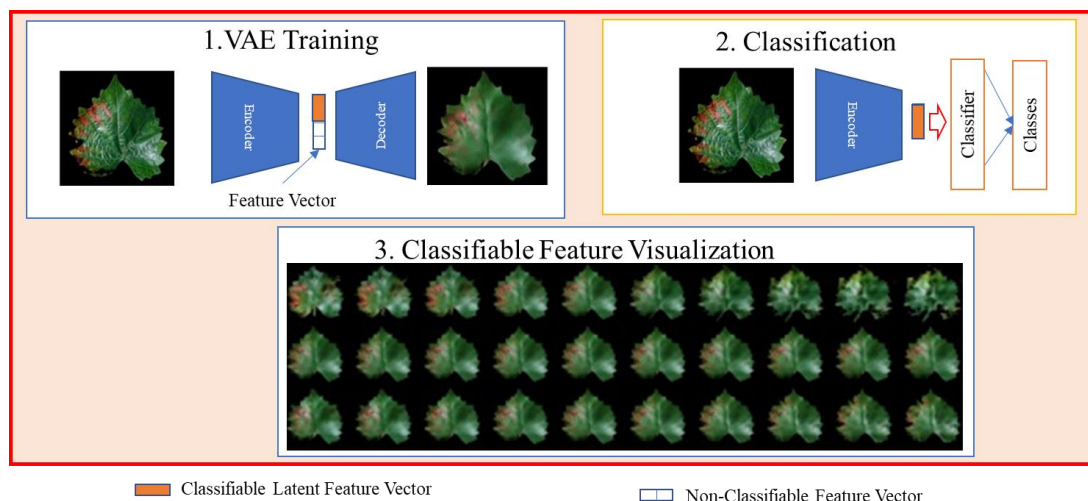 1.VAE Training
Encoder
Decoder
Feature Vector
2. Classification
Encoder
Classifier
Classes
3. Classifiable Feature Visualization
Classifiable Latent Feature Vector
Non-Classifiable Feature Vector